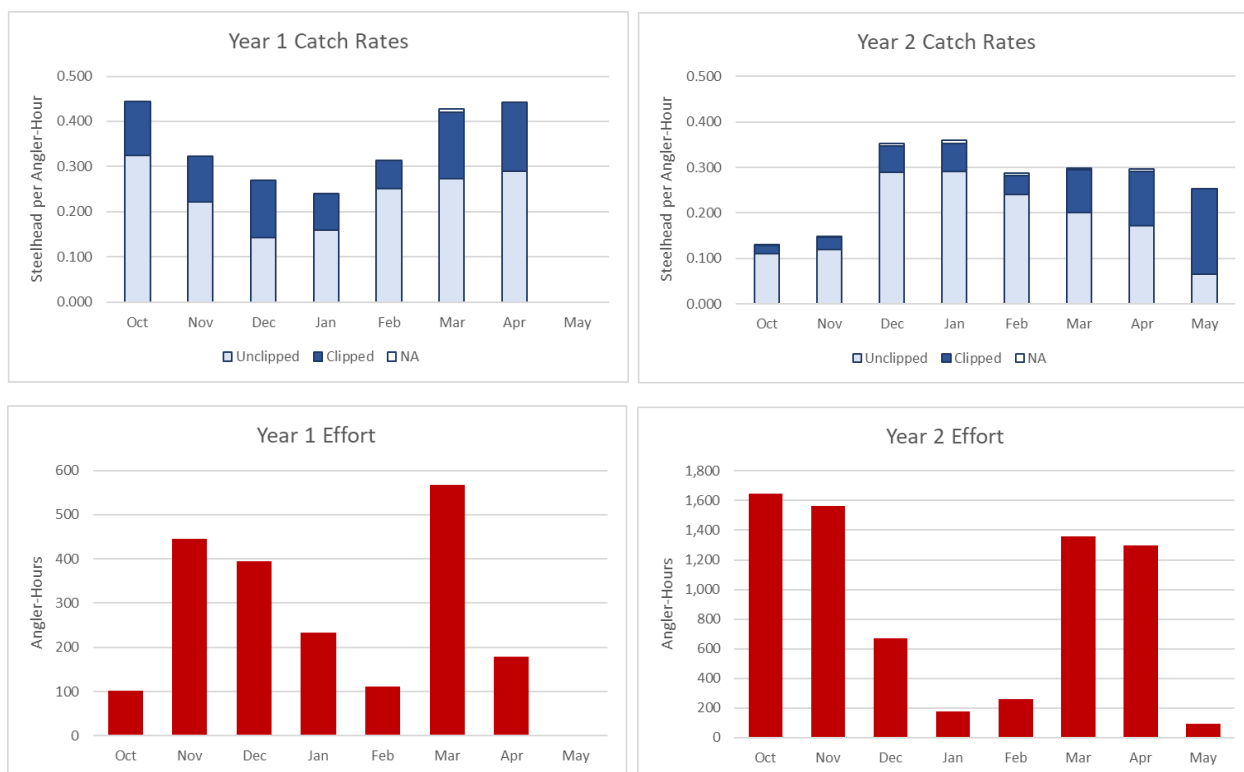 Year 1 Catch Rates
Steelhead per Angler-Hour
0.500
0.400
0.300
0.200
0.100
0.000
Oct Nov Dec Jan Feb Mar Apr May
Unclipped Clipped NA
Year 2 Catch Rates
Steelhead per Angler-Hour
0.500
0.400
0.300
0.200
0.100
0.000
Oct Nov Dec Jan Feb Mar Apr May
Unclipped Clipped NA
Year 1 Effort
Angler-Hours
600
500
400
300
200
100
0
Oct Nov Dec Jan Feb Mar Apr May
Year 2 Effort
Angler-Hours
1,800
1,600
1,400
1,200
1,000
800
600
400
200
0
Oct Nov Dec Jan Feb Mar Apr May